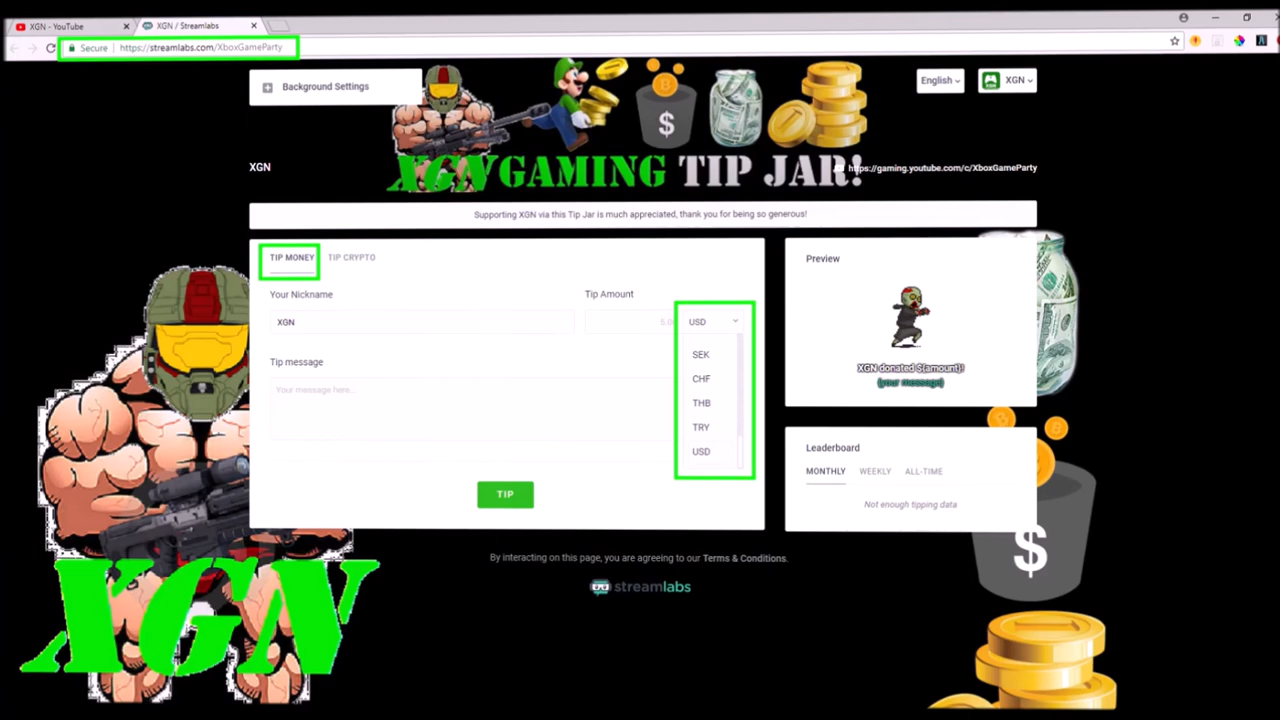 XGN - YouTube
XGN / Streamlabs
Secure
https://streamlabs.com/XboxGameParty
Background Settings
English
XGN
$
XGN
XGN GAMING TIP JAR!
https://gaming.youtube.com/c/XboxGameParty
Supporting XGN via this Tip Jar is much appreciated, thank you for being so generous!
TIP MONEY
TIP CRYPTO
Your Nickname
Tip Amount
XGN
USD
SEK
CHF
THB
TRY
USD
Tip message
Your message here...
TIP
Preview
XGN donated ${amount}!
{your message}
Leaderboard
MONTHLY
WEEKLY
ALL-TIME
Not enough tipping data
By interacting on this page, you are agreeing to our Terms & Conditions.
streamlabs
XGN
$